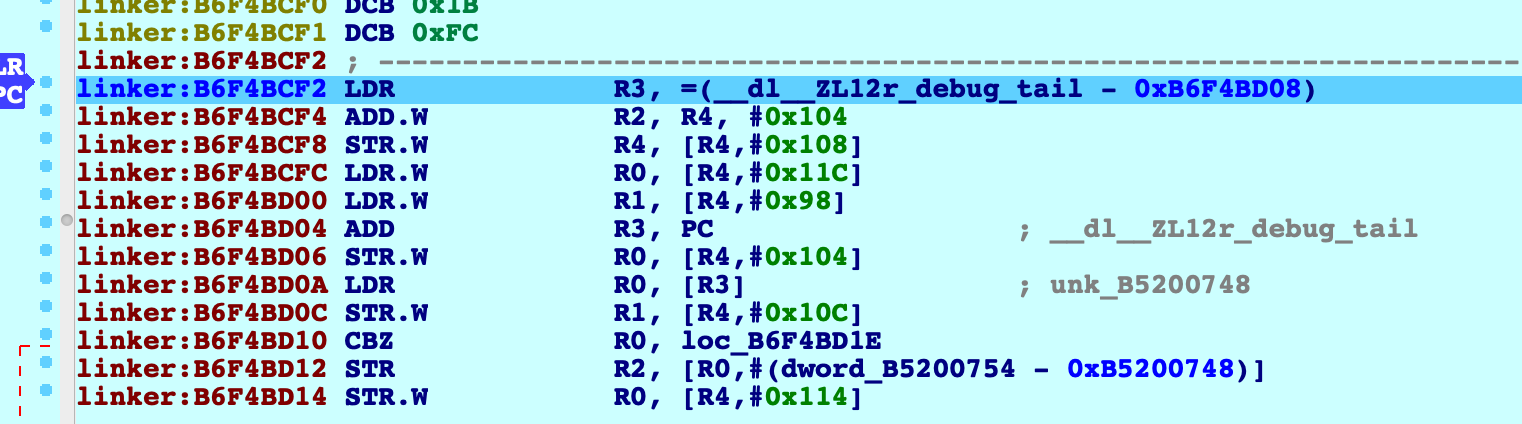 linker:B6F4BCF0 DCB 0x1B
linker:B6F4BCF1 DCB 0xFC
linker:B6F4BCF2 ; ---------------------------------------------------------------------
LR
PC
linker:B6F4BCF2 LDR R3, =(__dl__ZL12r_debug_tail - 0xB6F4BD08)
linker:B6F4BCF4 ADD.W R2, R4, #0x104
linker:B6F4BCF8 STR.W R4, [R4,#0x108]
linker:B6F4BCFC LDR.W R0, [R4,#0x11C]
linker:B6F4BD00 LDR.W R1, [R4,#0x98]
linker:B6F4BD04 ADD R3, PC ; __dl__ZL12r_debug_tail
linker:B6F4BD06 STR.W R0, [R4,#0x104]
linker:B6F4BD0A LDR R0, [R3] ; unk_B5200748
linker:B6F4BD0C STR.W R1, [R4,#0x10C]
linker:B6F4BD10 CBZ R0, loc_B6F4BD1E
linker:B6F4BD12 STR R2, [R0,#(dword_B5200754 - 0xB5200748)]
linker:B6F4BD14 STR.W R0, [R4,#0x114]